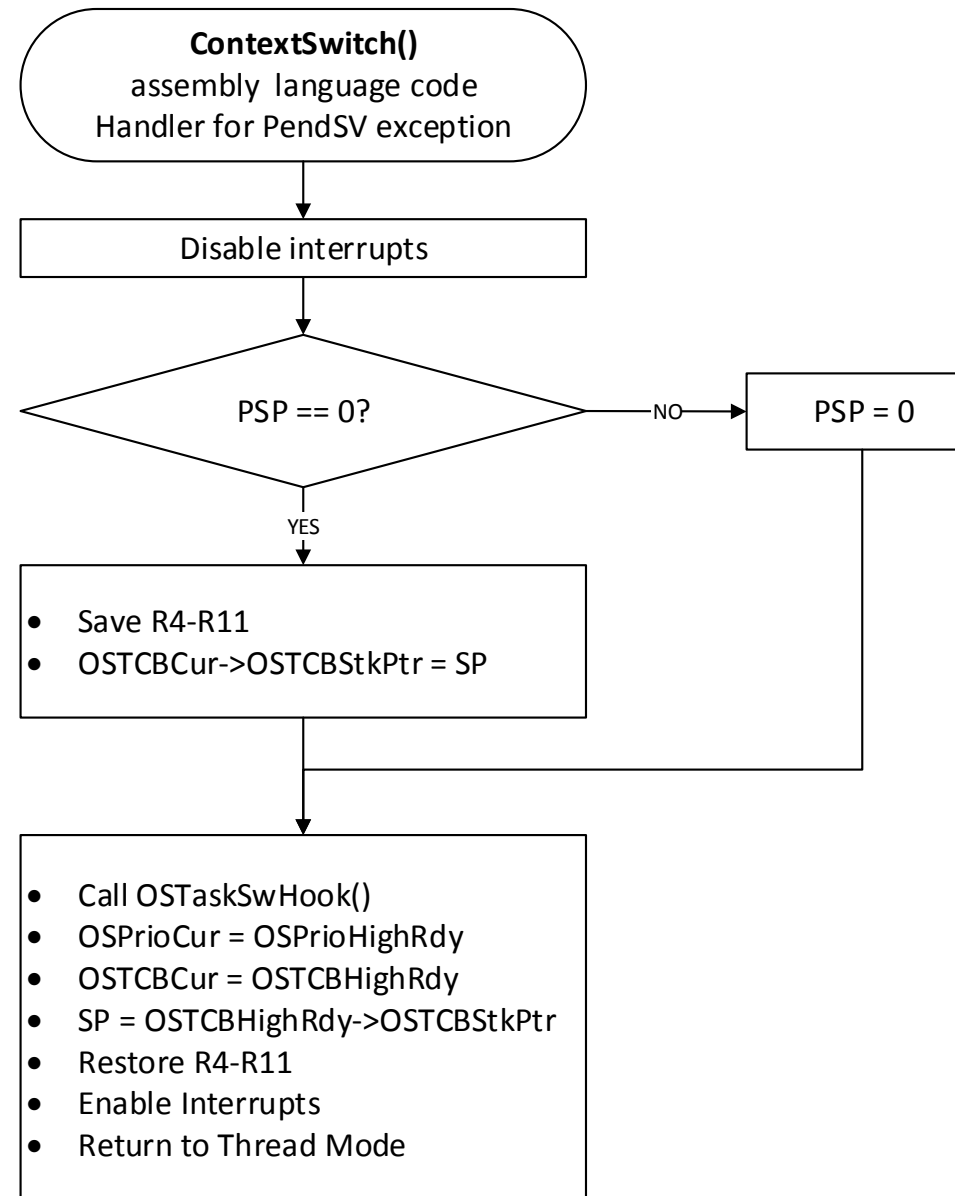 ContextSwitch()
assembly language code
Handler for PendSV exception
Disable interrupts
PSP == 0?
NO
PSP = 0
YES
• Save R4-R11
• OSTCBCur->OSTCBStkPtr = SP
• Call OSTaskSwHook()
• OSPrioCur = OSPrioHighRdy
• OSTCBCur = OSTCBHighRdy
• SP = OSTCBHighRdy->OSTCBStkPtr
• Restore R4-R11
• Enable Interrupts
• Return to Thread Mode